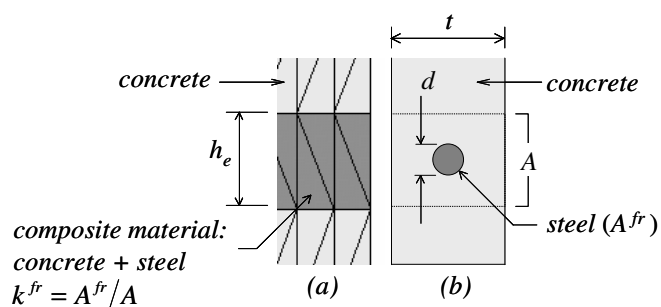 t
concrete
d
concrete
h_e
A
steel (A^fr)
composite material:
concrete + steel
k^fr = A^fr/A
(a)
(b)